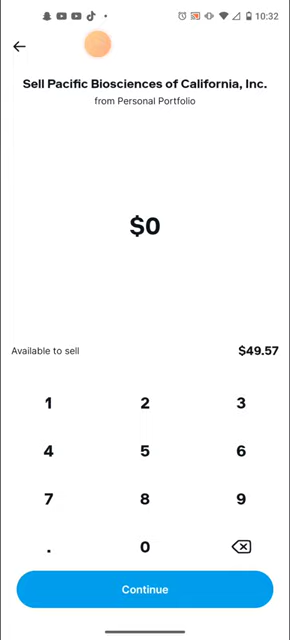 10:32
Sell Pacific Biosciences of California, Inc.
from Personal Portfolio
$0
Available to sell $49.57
1 2 3
4 5 6
7 8 9
. 0
Continue